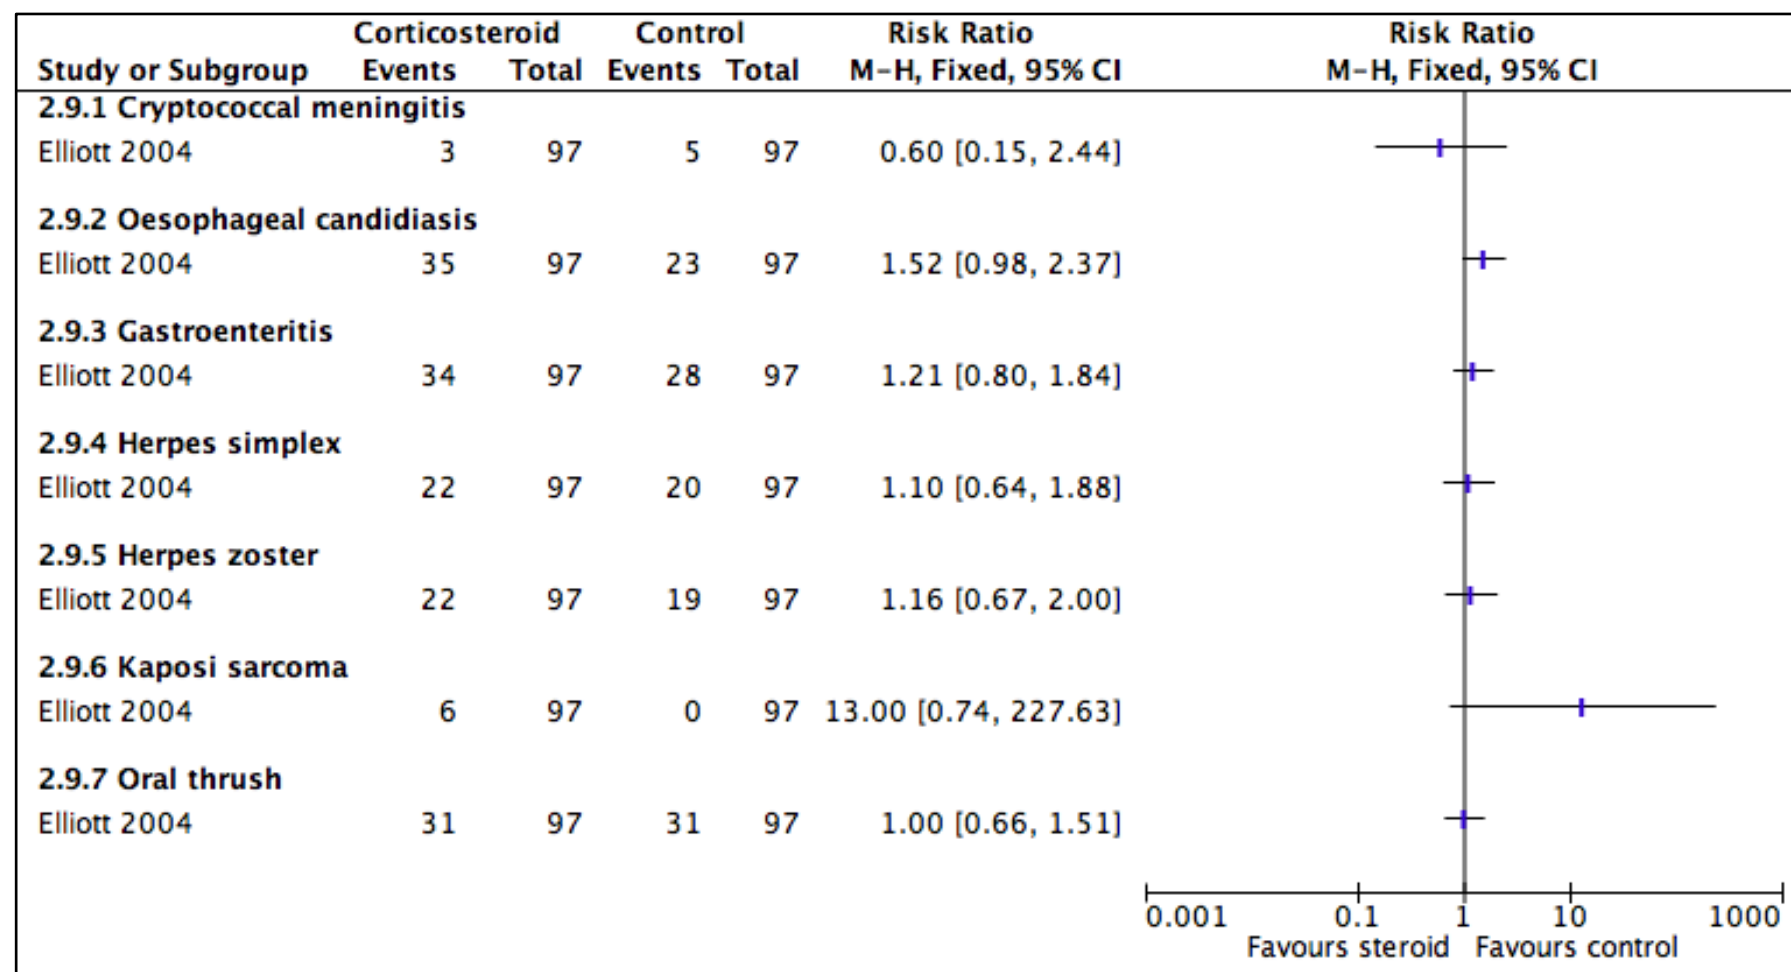 Corticosteroid Control Risk Ratio Risk Ratio
Study or Subgroup Events Total Events Total M-H, Fixed, 95% CI M-H, Fixed, 95% CI
2.9.1 Cryptococcal meningitis
Elliott 2004 3 97 5 97 0.60 [0.15, 2.44]
2.9.2 Oesophageal candidiasis
Elliott 2004 35 97 23 97 1.52 [0.98, 2.37]
2.9.3 Gastroenteritis
Elliott 2004 34 97 28 97 1.21 [0.80, 1.84]
2.9.4 Herpes simplex
Elliott 2004 22 97 20 97 1.10 [0.64, 1.88]
2.9.5 Herpes zoster
Elliott 2004 22 97 19 97 1.16 [0.67, 2.00]
2.9.6 Kaposi sarcoma
Elliott 2004 6 97 0 97 13.00 [0.74, 227.63]
2.9.7 Oral thrush
Elliott 2004 31 97 31 97 1.00 [0.66, 1.51]
0.001 0.1 1 10 1000
Favours steroid Favours control